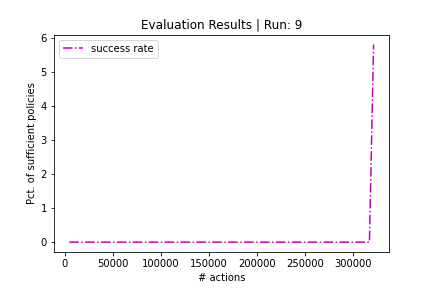 Evaluation Results | Run: 9
success rate
Pct. of sufficient policies
6
5
4
3
2
1
0
0 50000 100000 150000 200000 250000 300000
# actions